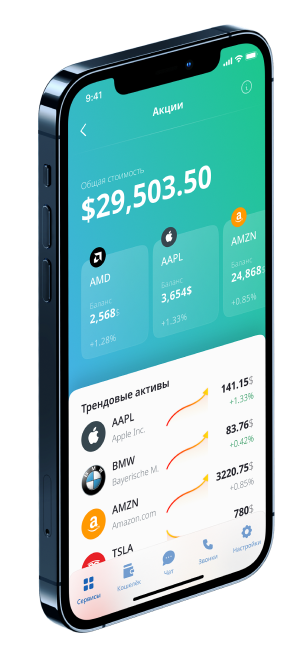 9:41
Акции
Общая стоимость
$29,503.50
AMD
Баланс
2,568$
+1.28%
AAPL
Баланс
3,654$
+1.33%
AMZN
Баланс
24,868
+0.85%
Трендовые активы
AAPL
Apple Inc.
141.15$
+1.33%
BMW
Bayerische M.
83.76$
+0.42%
AMZN
Amazon.com
3220.75$
+0.85%
TSLA
780$
Сервисы
Кошелёк
Чат
Звонки
Настройки